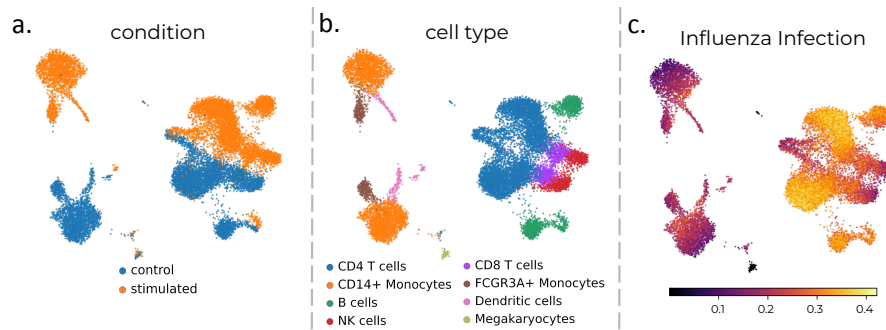 a.
condition
control
stimulated
b.
cell type
CD4 T cells
CD14+ Monocytes
B cells
NK cells
CD8 T cells
FCGR3A+ Monocytes
Dendritic cells
Megakaryocytes
c.
Influenza Infection
0.1 0.2 0.3 0.4